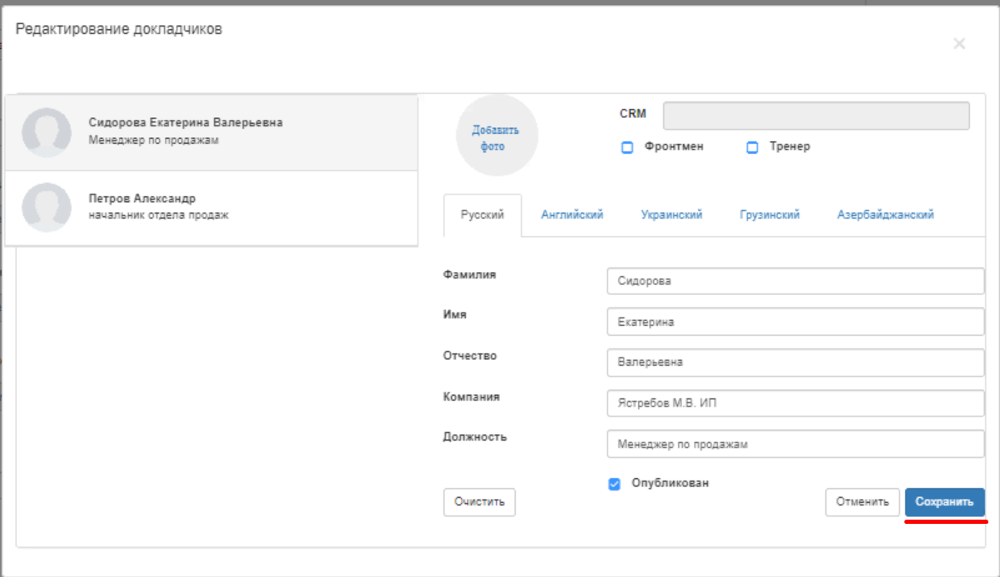 Редактирование докладчиков
×
Сидорова Екатерина Валерьевна
Менеджер по продажам
Петров Александр
начальник отдела продаж
Добавить
фото
CRM
Фронтмен
Тренер
Русский
Английский
Украинский
Грузинский
Азербайджанский
Фамилия
Сидорова
Имя
Екатерина
Отчество
Валерьевна
Компания
Ястребов М.В. ИП
Должность
Менеджер по продажам
Опубликован
Очистить
Отменить
Сохранить